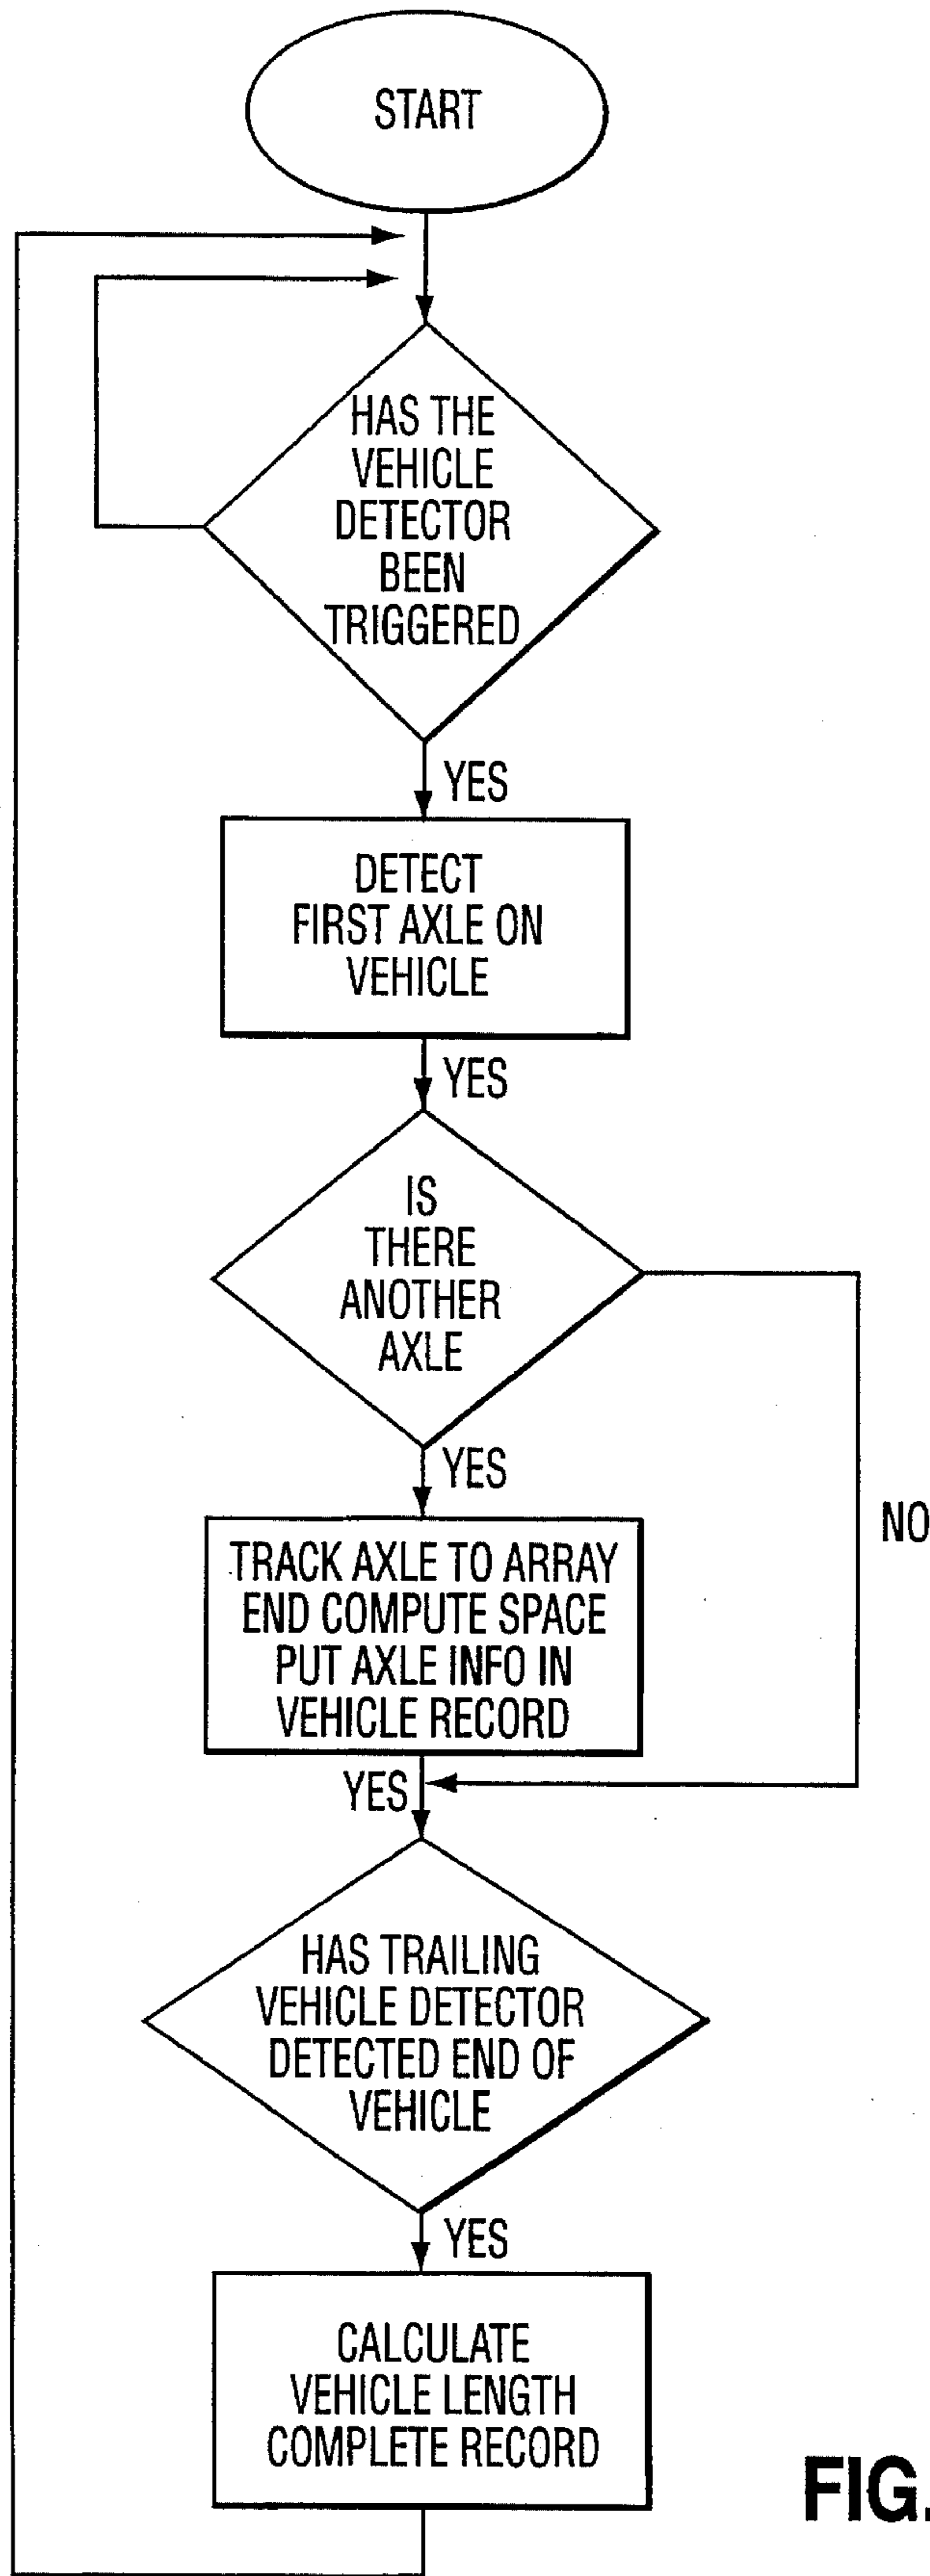 START
HAS THE
VEHICLE
DETECTOR
BEEN
TRIGGERED
YES
DETECT
FIRST AXLE ON
VEHICLE
YES
IS
THERE
ANOTHER
AXLE
YES
NO
TRACK AXLE TO ARRAY
END COMPUTE SPACE
PUT AXLE INFO IN
VEHICLE RECORD
YES
HAS TRAILING
VEHICLE DETECTOR
DETECTED END OF
VEHICLE
YES
CALCULATE
VEHICLE LENGTH
COMPLETE RECORD
FIG.